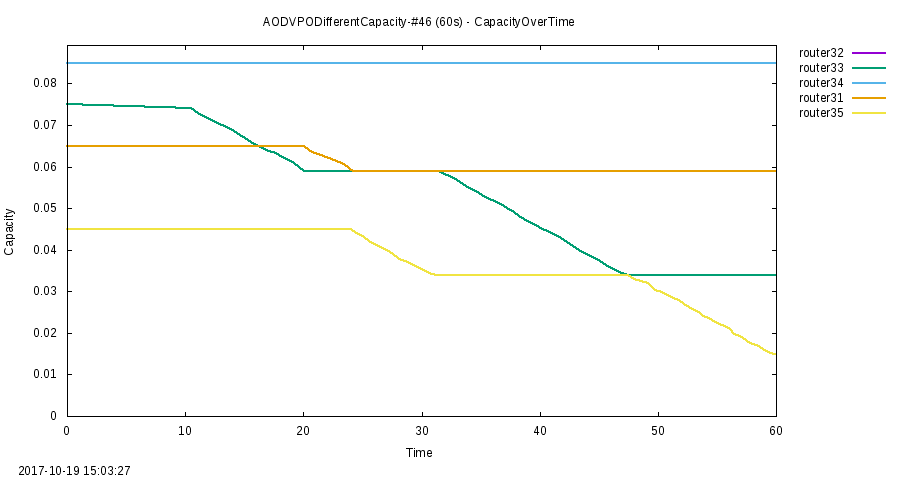 AODVPODifferentCapacity-#46 (60s) - CapacityOverTime
router32
router33
router34
router31
router35
0.08
0.07
0.06
0.05
0.04
0.03
0.02
0.01
0
Capacity
0 10 20 30 40 50 60
Time
2017-10-19 15:03:27